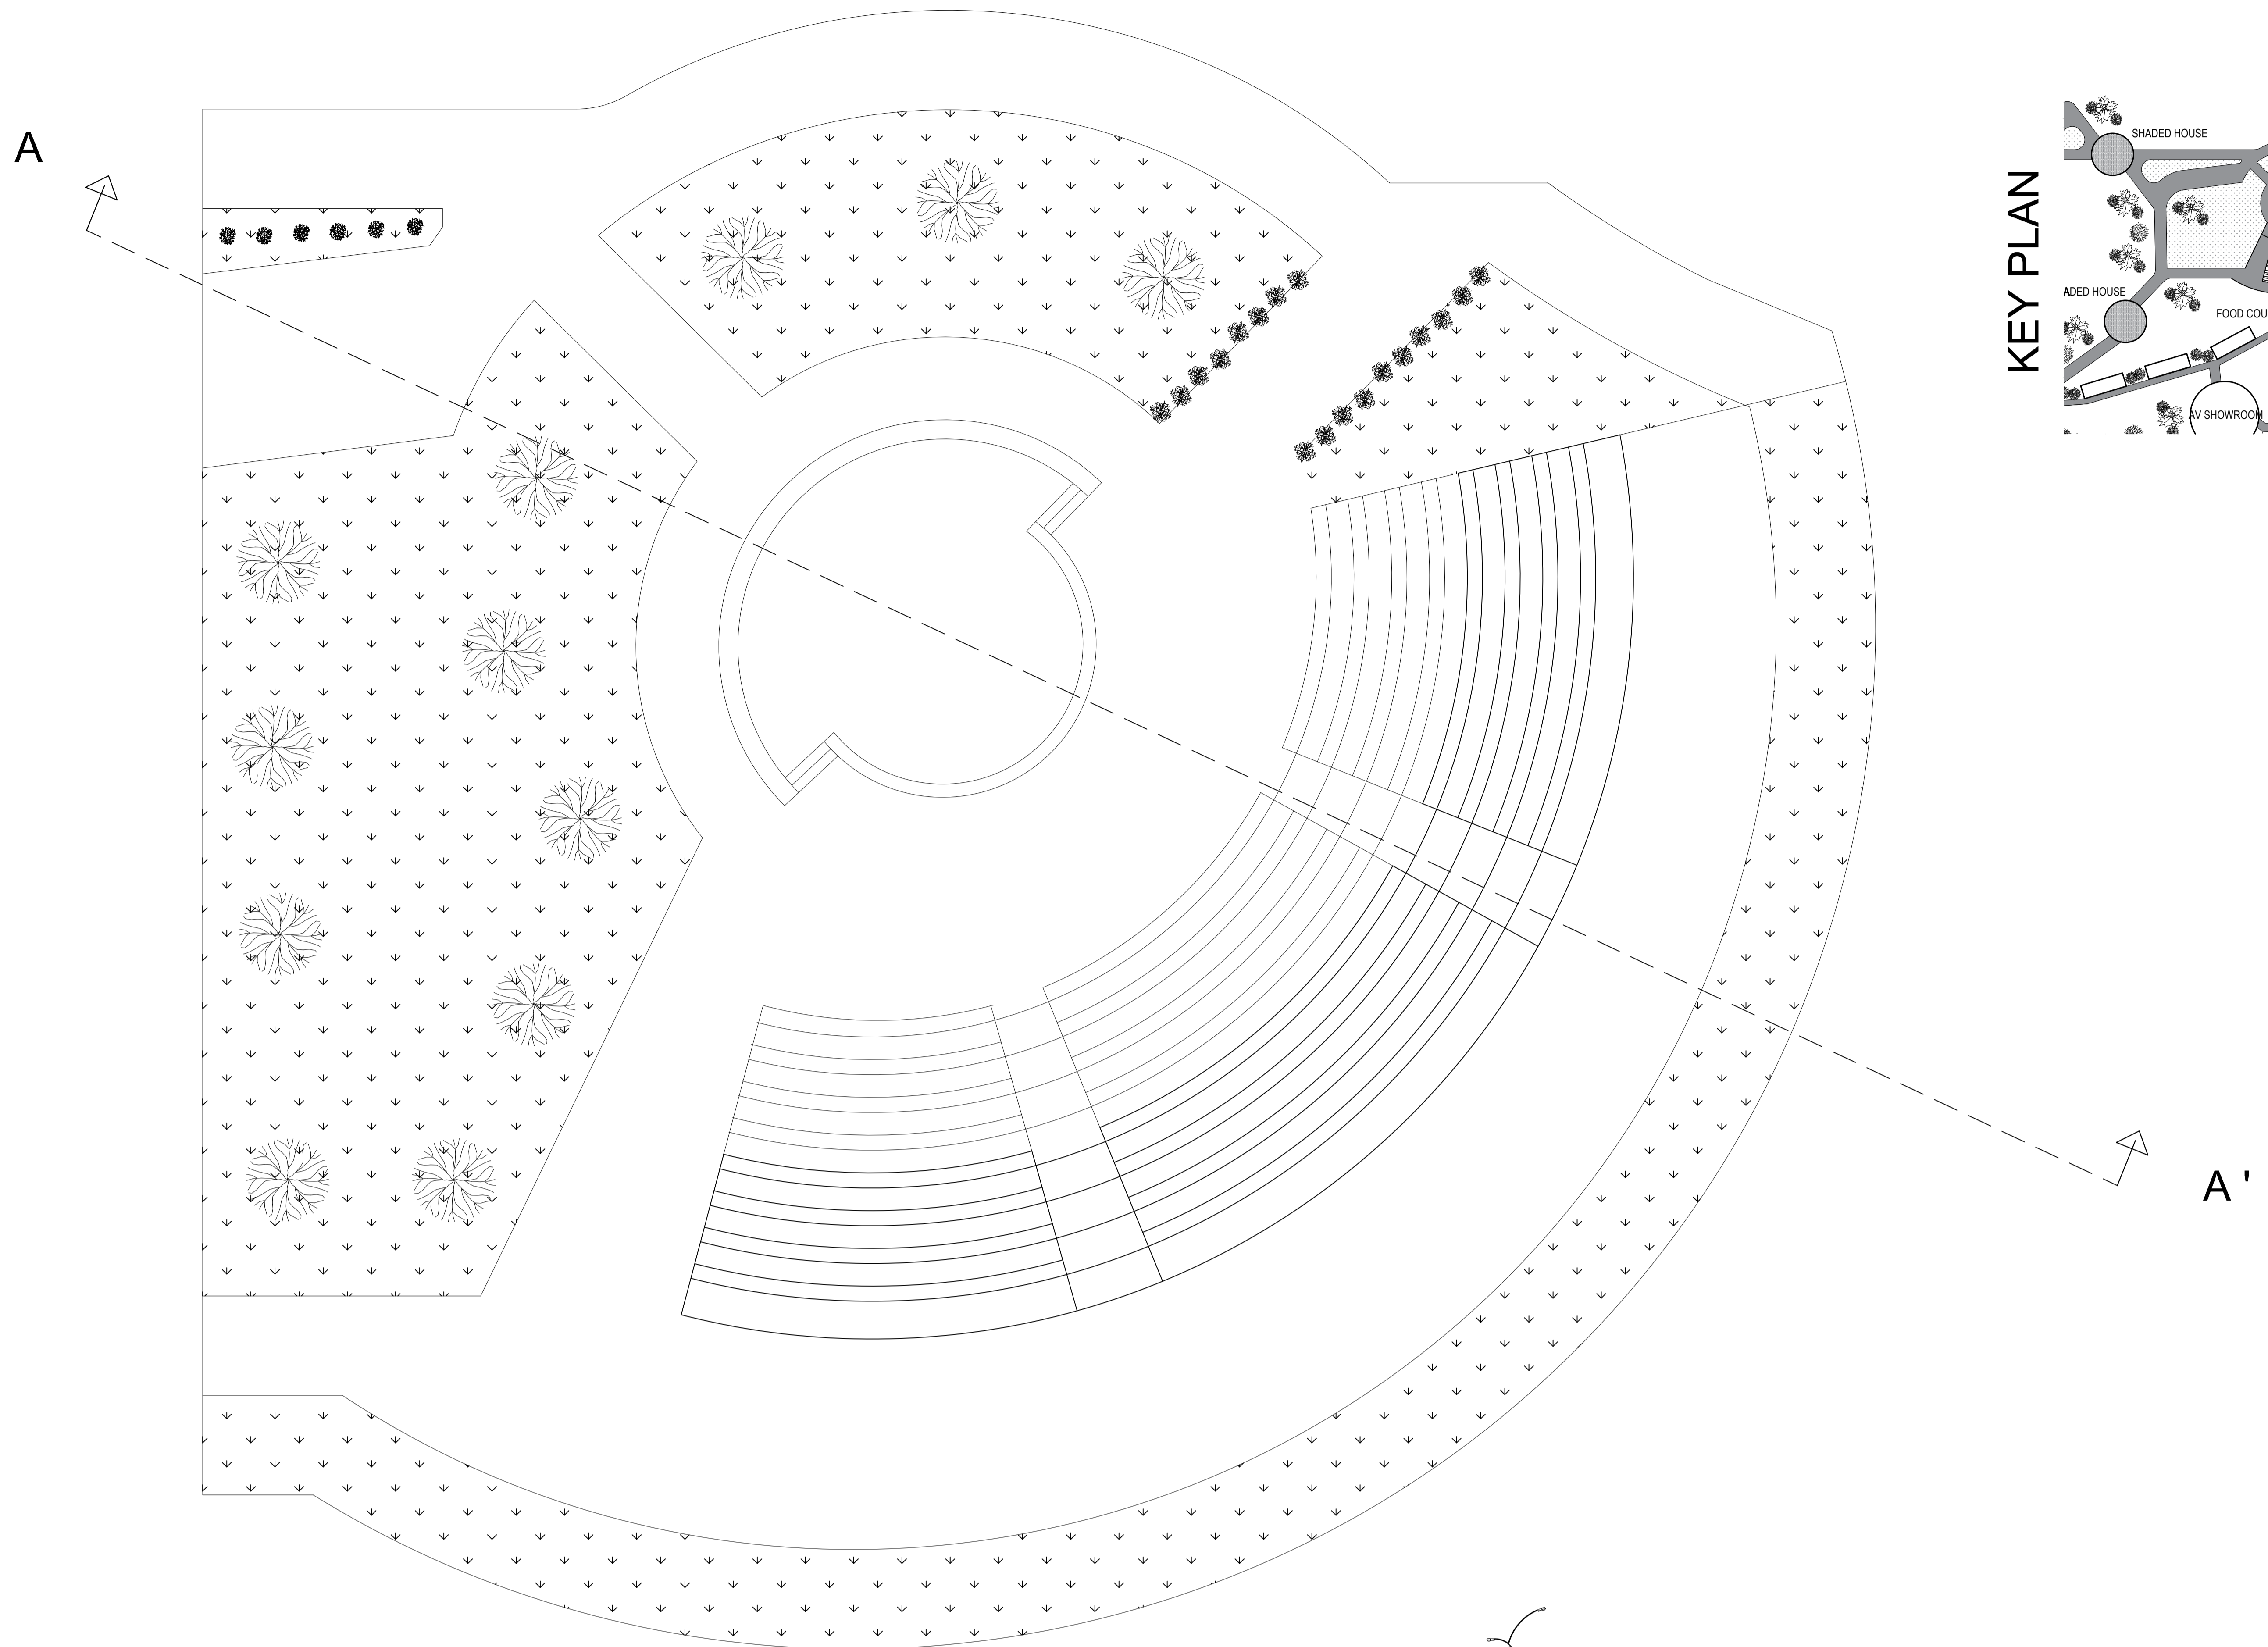 A
KEY PLAN
SHADED HOUSE
ADED HOUSE
FOOD COU
AV SHOWROOM
A '